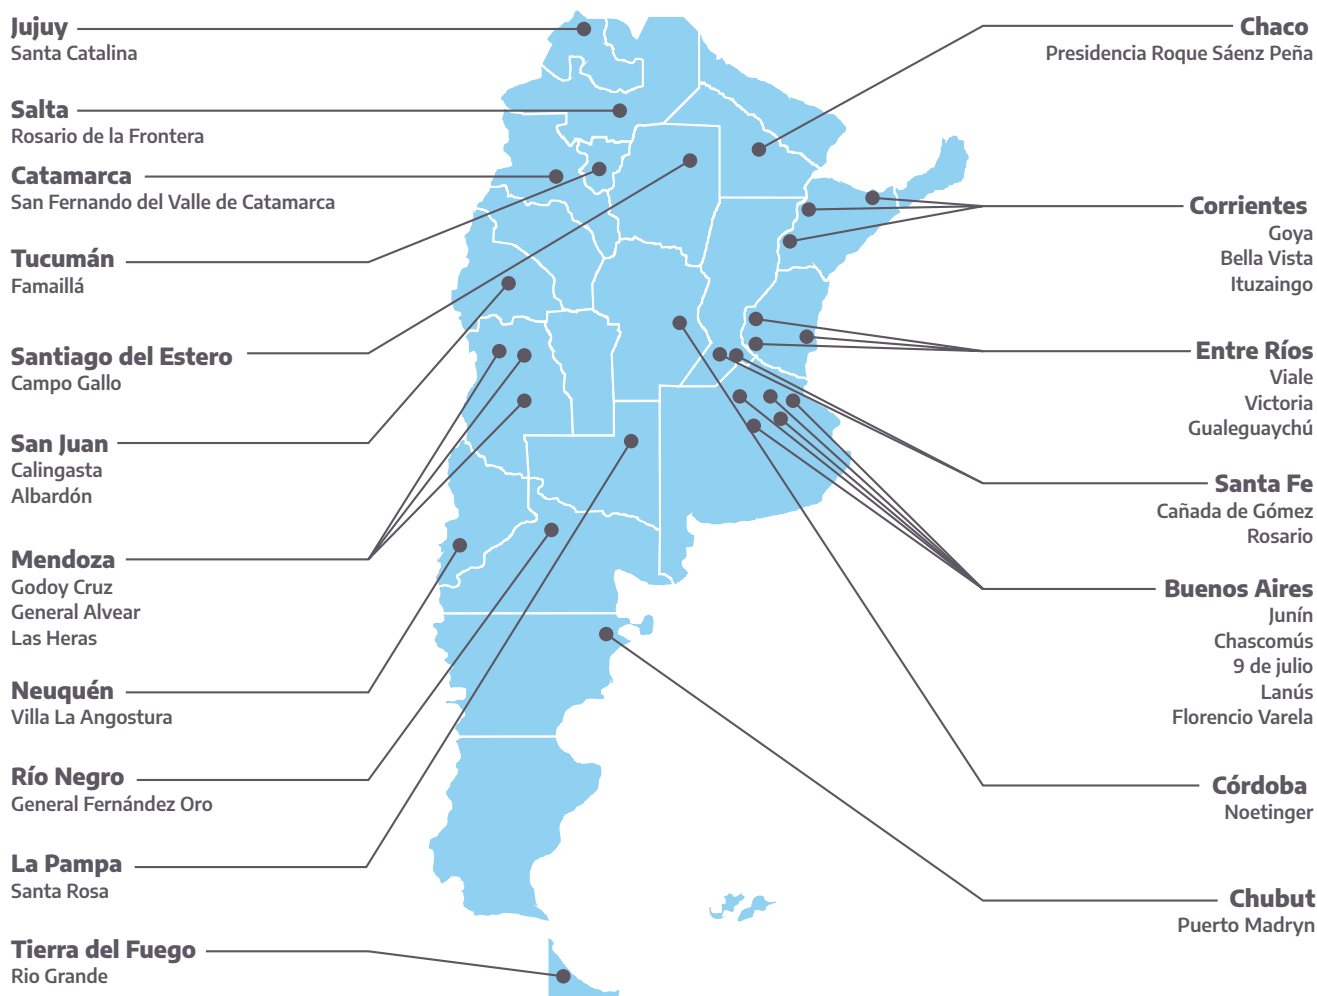 Jujuy
Santa Catalina
Salta
Rosario de la Frontera
Catamarca
San Fernando del Valle de Catamarca
Tucumán
Famaillá
Santiago del Estero
Campo Gallo
San Juan
Calingasta
Albardón
Mendoza
Godoy Cruz
General Alvear
Las Heras
Neuquén
Villa La Angostura
Río Negro
General Fernández Oro
La Pampa
Santa Rosa
Tierra del Fuego
Rio Grande
Chaco
Presidencia Roque Sáenz Peña
Corrientes
Goya
Bella Vista
Ituzaingo
Entre Ríos
Viale
Victoria
Gualeguaychú
Santa Fe
Cañada de Gómez
Rosario
Buenos Aires
Junín
Chascomús
9 de julio
Lanús
Florencio Varela
Córdoba
Noetinger
Chubut
Puerto Madryn